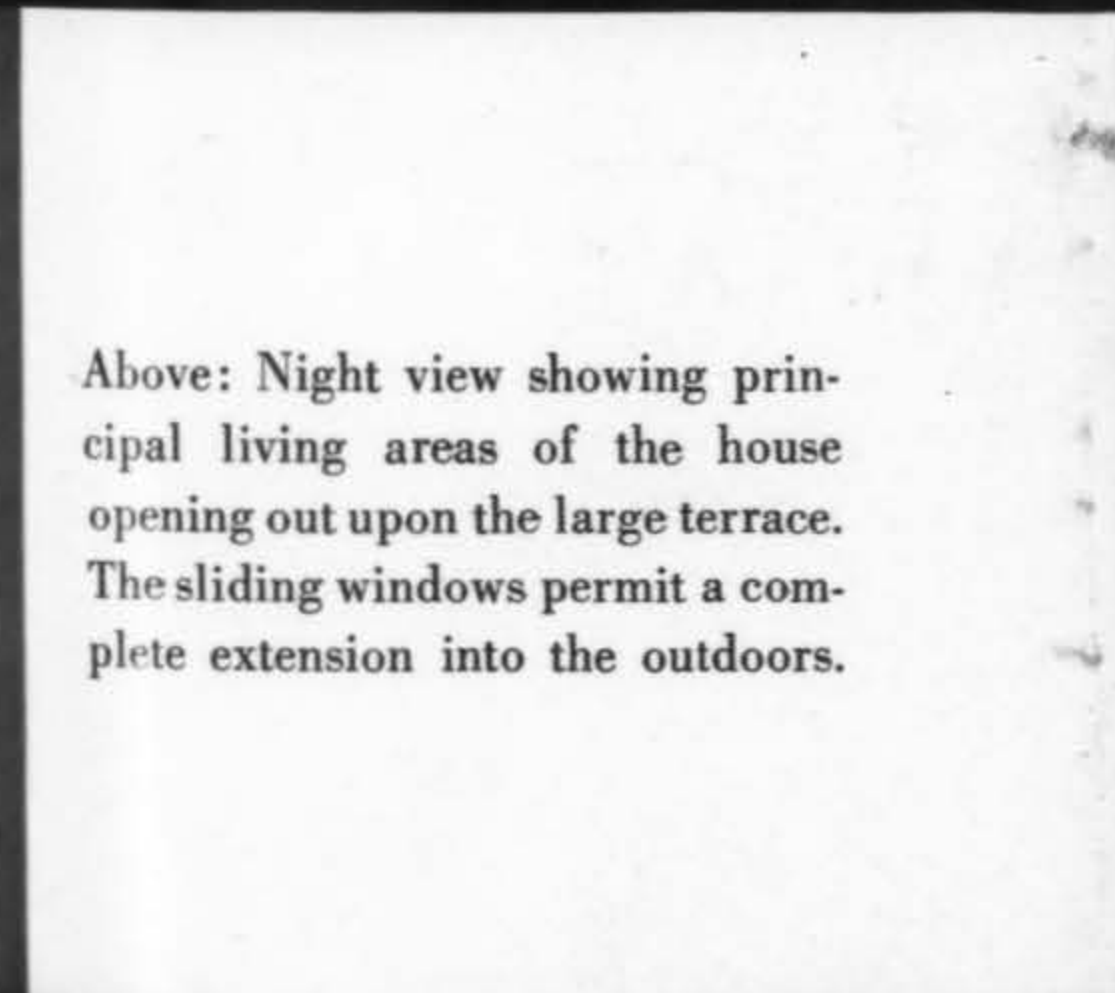 Above: Night view showing prin-
cipal living areas of the house
opening out upon the large terrace.
The sliding windows permit a com-
plete extension into the outdoors.